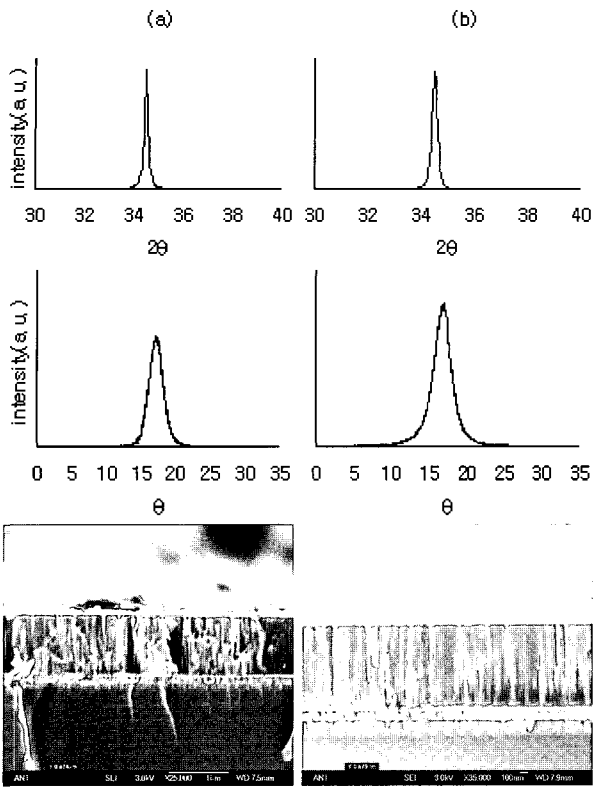 (a) (b)
intensity(a,u,)
30 32 34 36 38 40 30 32 34 36 38 40
2θ 2θ
intensity(a,u,)
0 5 10 15 20 25 30 35 0 5 10 15 20 25 30 35
θ θ
AN1 SEI 3.0kV X25,000 1μm WD 7.5mm
AN1 SEI 3.0kV X35,000 100nm WD 7.9mm